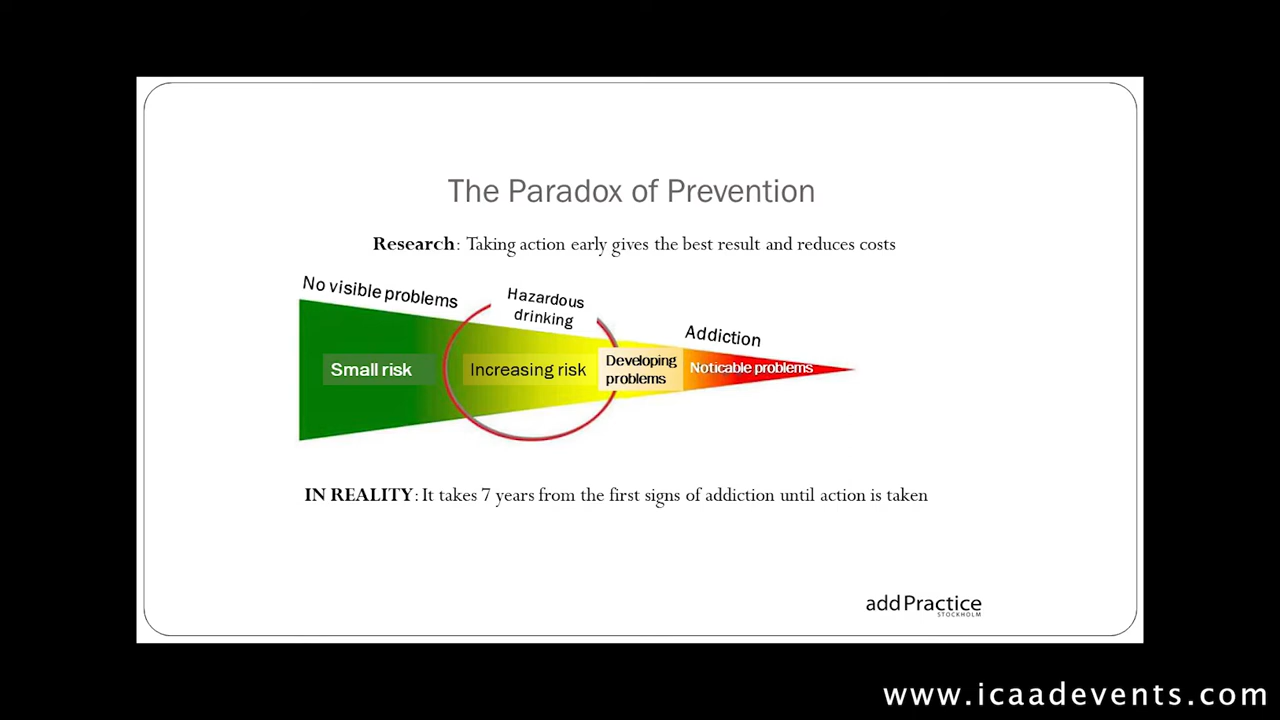 The Paradox of Prevention
Research: Taking action early gives the best result and reduces costs
No visible problems
Hazardous
drinking
Addiction
Small risk
Increasing risk
Developing
problems
Noticable problems
IN REALITY: It takes 7 years from the first signs of addiction until action is taken
addPractice
STOCKHOLM
www.icaadevents.com